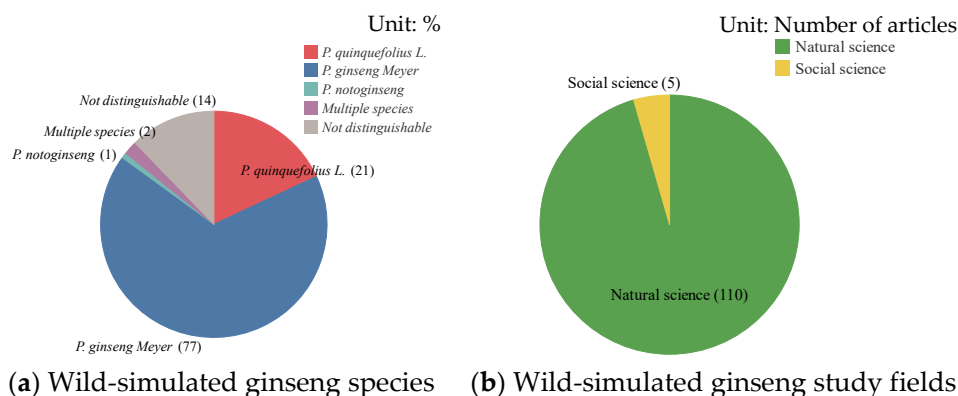 Unit: %
P. quinquefolius L.
P. ginseng Meyer
P. notoginseng
Multiple species
Not distinguishable
Not distinguishable (14)
Multiple species (2)
P. notoginseng (1)
P. quinquefolius L. (21)
P. ginseng Meyer (77)
(a) Wild-simulated ginseng species
Unit: Number of articles
Natural science
Social science
Social science (5)
Natural science (110)
(b) Wild-simulated ginseng study fields